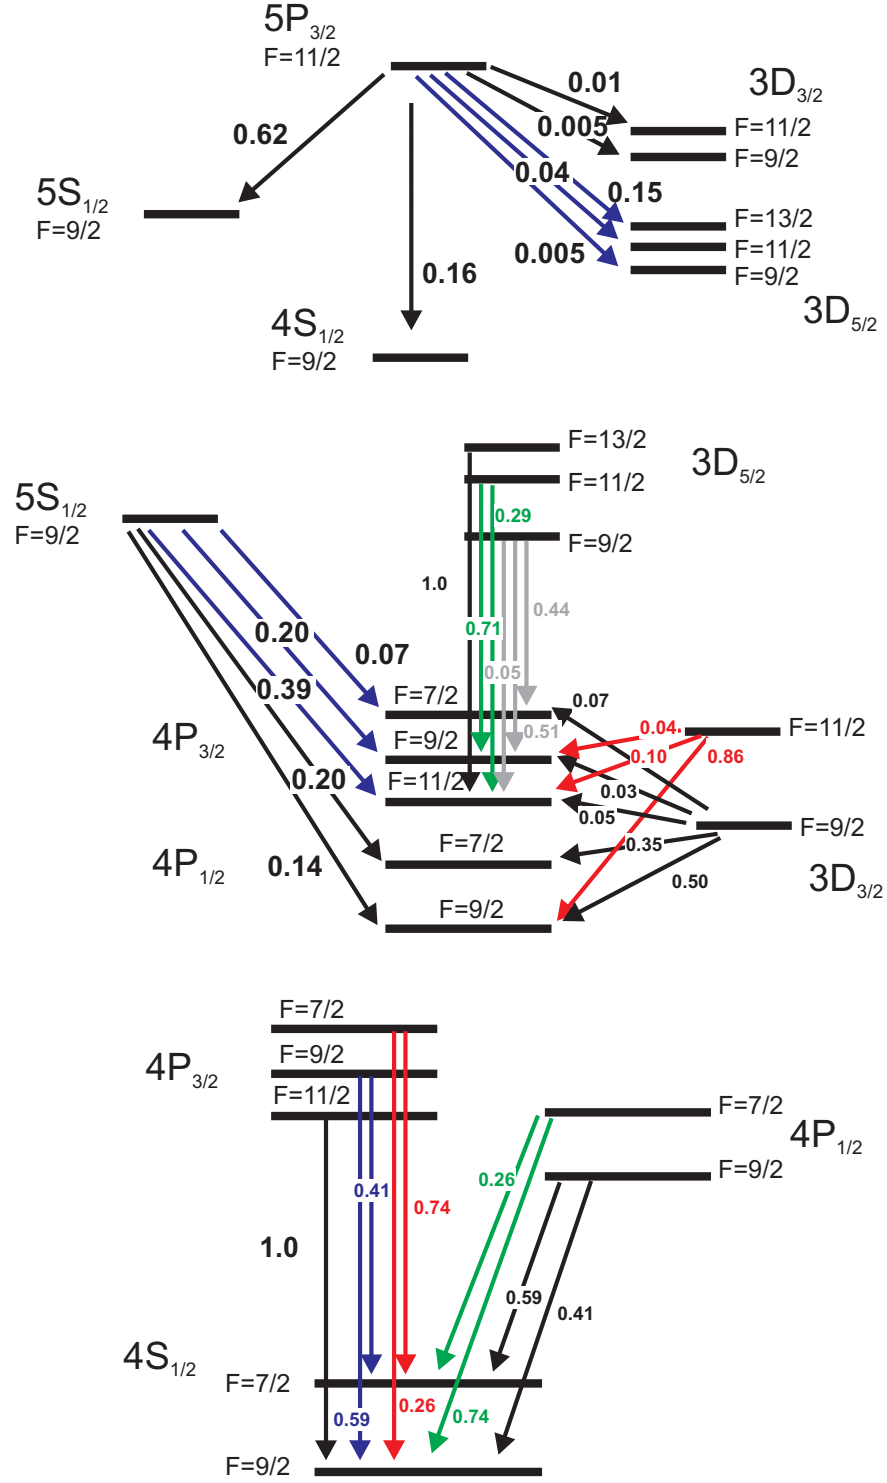 5P3/2
F=11/2
0.01
3D3/2
F=11/2
0.005
F=9/2
0.62
0.04
0.15
5S1/2
F=9/2
F=13/2
F=11/2
F=9/2
0.005
0.16
3D5/2
4S1/2
F=9/2
F=13/2
3D5/2
F=11/2
5S1/2
F=9/2
0.29
F=9/2
1.0
0.44
0.20
0.71
0.07
0.05
0.39
F=7/2
0.07
0.04
F=11/2
4P3/2
F=9/2
0.51
0.10
0.86
0.20
F=11/2
0.03
0.05
F=9/2
4P1/2
0.14
F=7/2
0.35
0.50
3D3/2
F=9/2
F=7/2
4P3/2
F=9/2
F=11/2
F=7/2
4P1/2
F=9/2
0.41
0.26
0.74
1.0
0.59
0.41
4S1/2
F=7/2
0.59
0.26
0.74
F=9/2